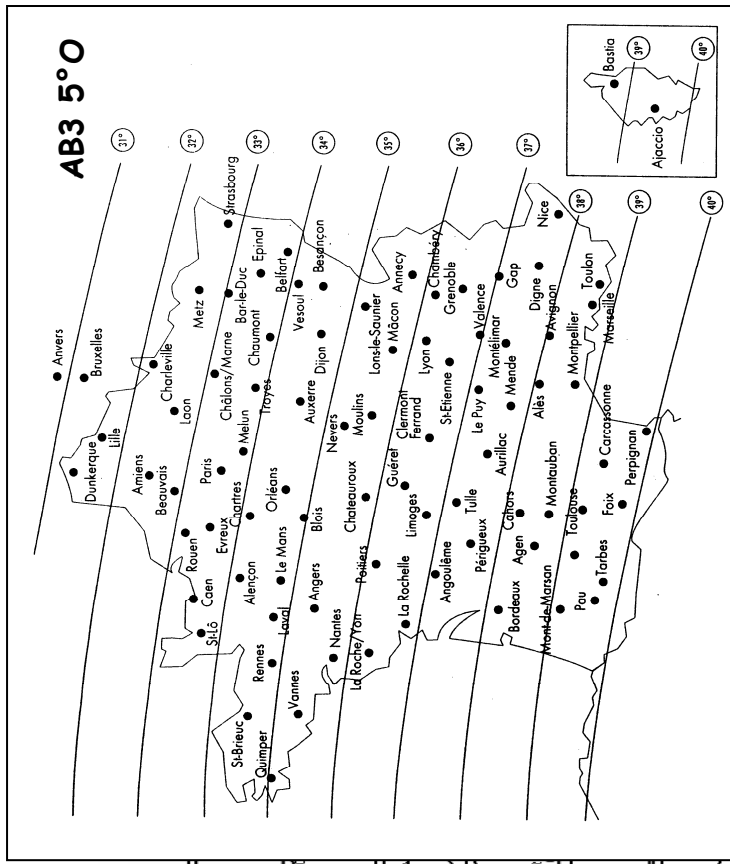 AB3 5°O
31°
32°
33°
34°
35°
36°
37°
38°
39°
40°
Bastia
39°
40°
Ajaccio
Anvers
Bruxelles
Dunkerque
Lille
Charleville
Laon
Amiens
Beauvais
Rouen
Caen
St-Lô
Evreux
Paris
Metz
Strasbourg
Bar-le-Duc
Châlons/Marne
Epinal
Chaumont
Troyes
Melun
Chartres
Alençon
St-Brieuc
Quimper
Rennes
Laval
Le Mans
Orléans
Auxerre
Belfort
Vesoul
Besançon
Dijon
Blois
Angers
Vannes
Nantes
Nevers
Moulins
Chateauroux
Poitiers
La Roche/Yon
La Rochelle
Lons-le-Saunier
Mâcon
Annecy
Chambéry
Lyon
Clermont
Ferrand
Guéret
Limoges
Angoulême
Grenoble
St-Etienne
Valence
Le Puy
Tulle
Périgueux
Aurillac
Bordeaux
Gap
Montélimar
Mende
Cahors
Agen
Montauban
Mont-de-Marsan
Digne
Nice
Avignon
Alès
Montpellier
Toulon
Marseille
Toulouse
Carcassonne
Pau
Tarbes
Foix
Perpignan